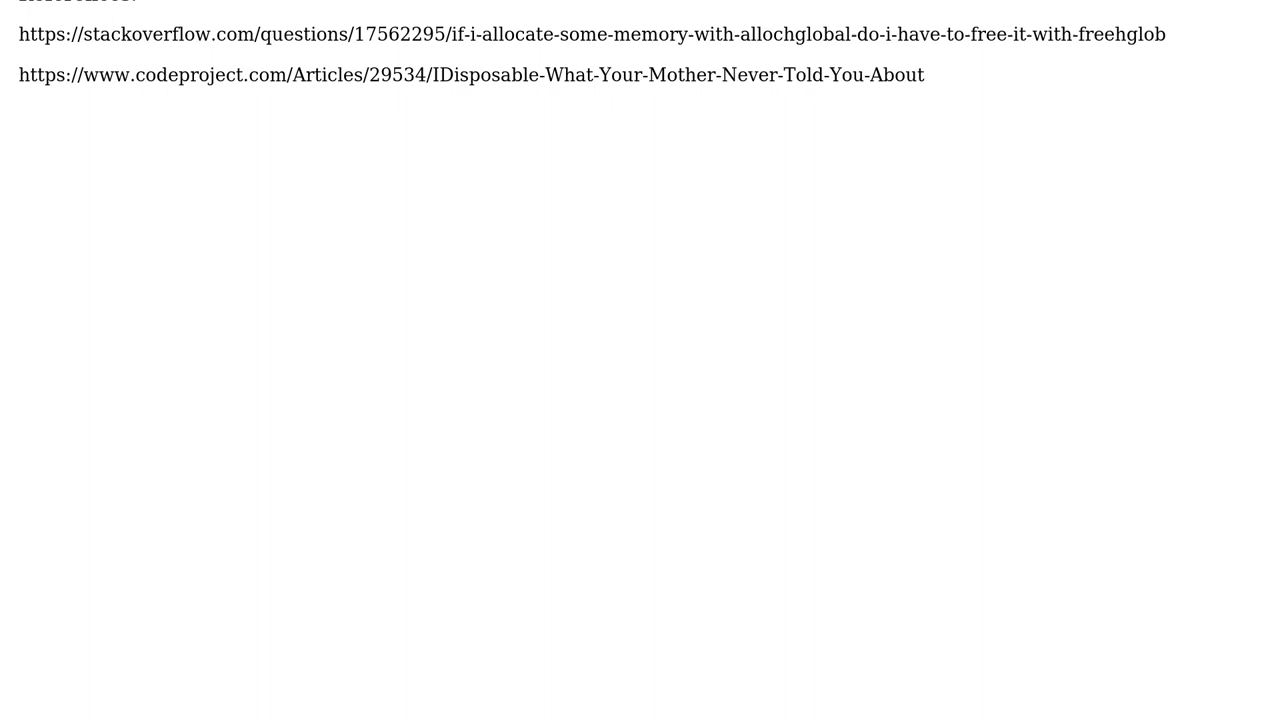 https://stackoverflow.com/questions/17562295/if-i-allocate-some-memory-with-allochglobal-do-i-have-to-free-it-with-freehglob
https://www.codeproject.com/Articles/29534/IDisposable-What-Your-Mother-Never-Told-You-About